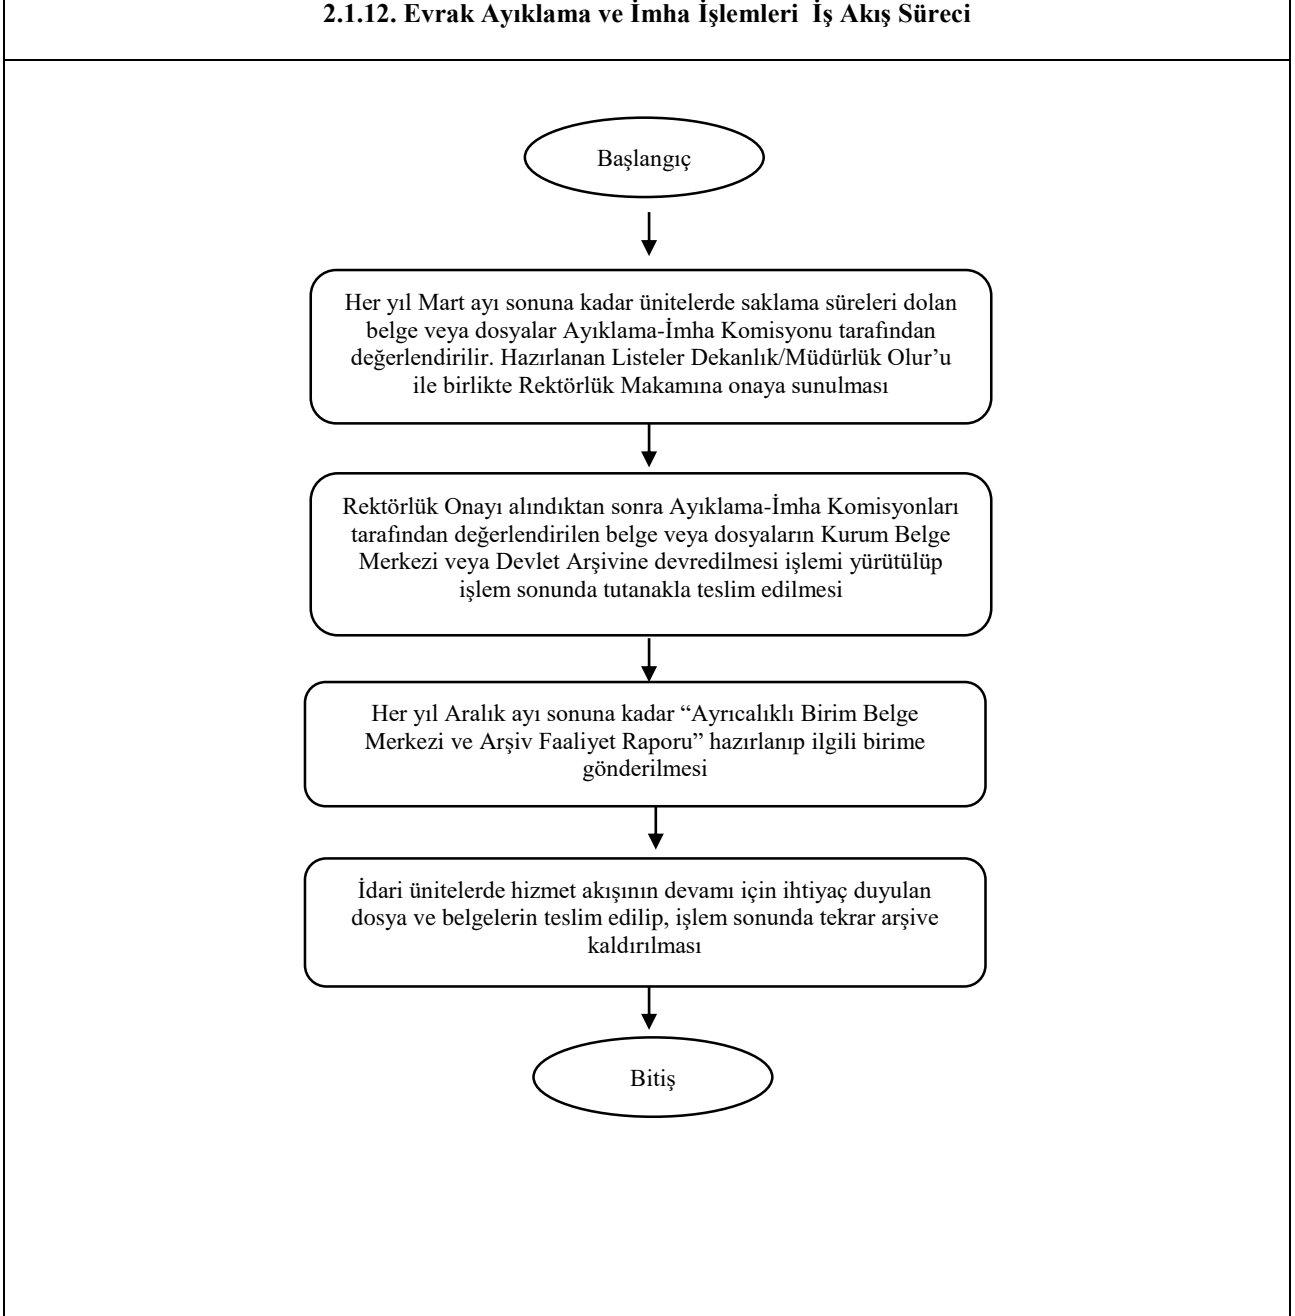 2.1.12. Evrak Ayıklama ve İmha İşlemleri  İş Akış Süreci
Başlangıç
Her yıl Mart ayı sonuna kadar ünitelerde saklama süreleri dolan
belge veya dosyalar Ayıklama-İmha Komisyonu tarafından
değerlendirilir. Hazırlanan Listeler Dekanlık/Müdürlük Olur’u
ile birlikte Rektörlük Makamına onaya sunulması
Rektörlük Onayı alındıktan sonra Ayıklama-İmha Komisyonları
tarafından değerlendirilen belge veya dosyaların Kurum Belge
Merkezi veya Devlet Arşivine devredilmesi işlemi yürütülüp
işlem sonunda tutanakla teslim edilmesi
Her yıl Aralık ayı sonuna kadar “Ayrıcalıklı Birim Belge
Merkezi ve Arşiv Faaliyet Raporu” hazırlanıp ilgili birime
gönderilmesi
İdari ünitelerde hizmet akışının devamı için ihtiyaç duyulan
dosya ve belgelerin teslim edilip, işlem sonunda tekrar arşive
kaldırılması
Bitiş